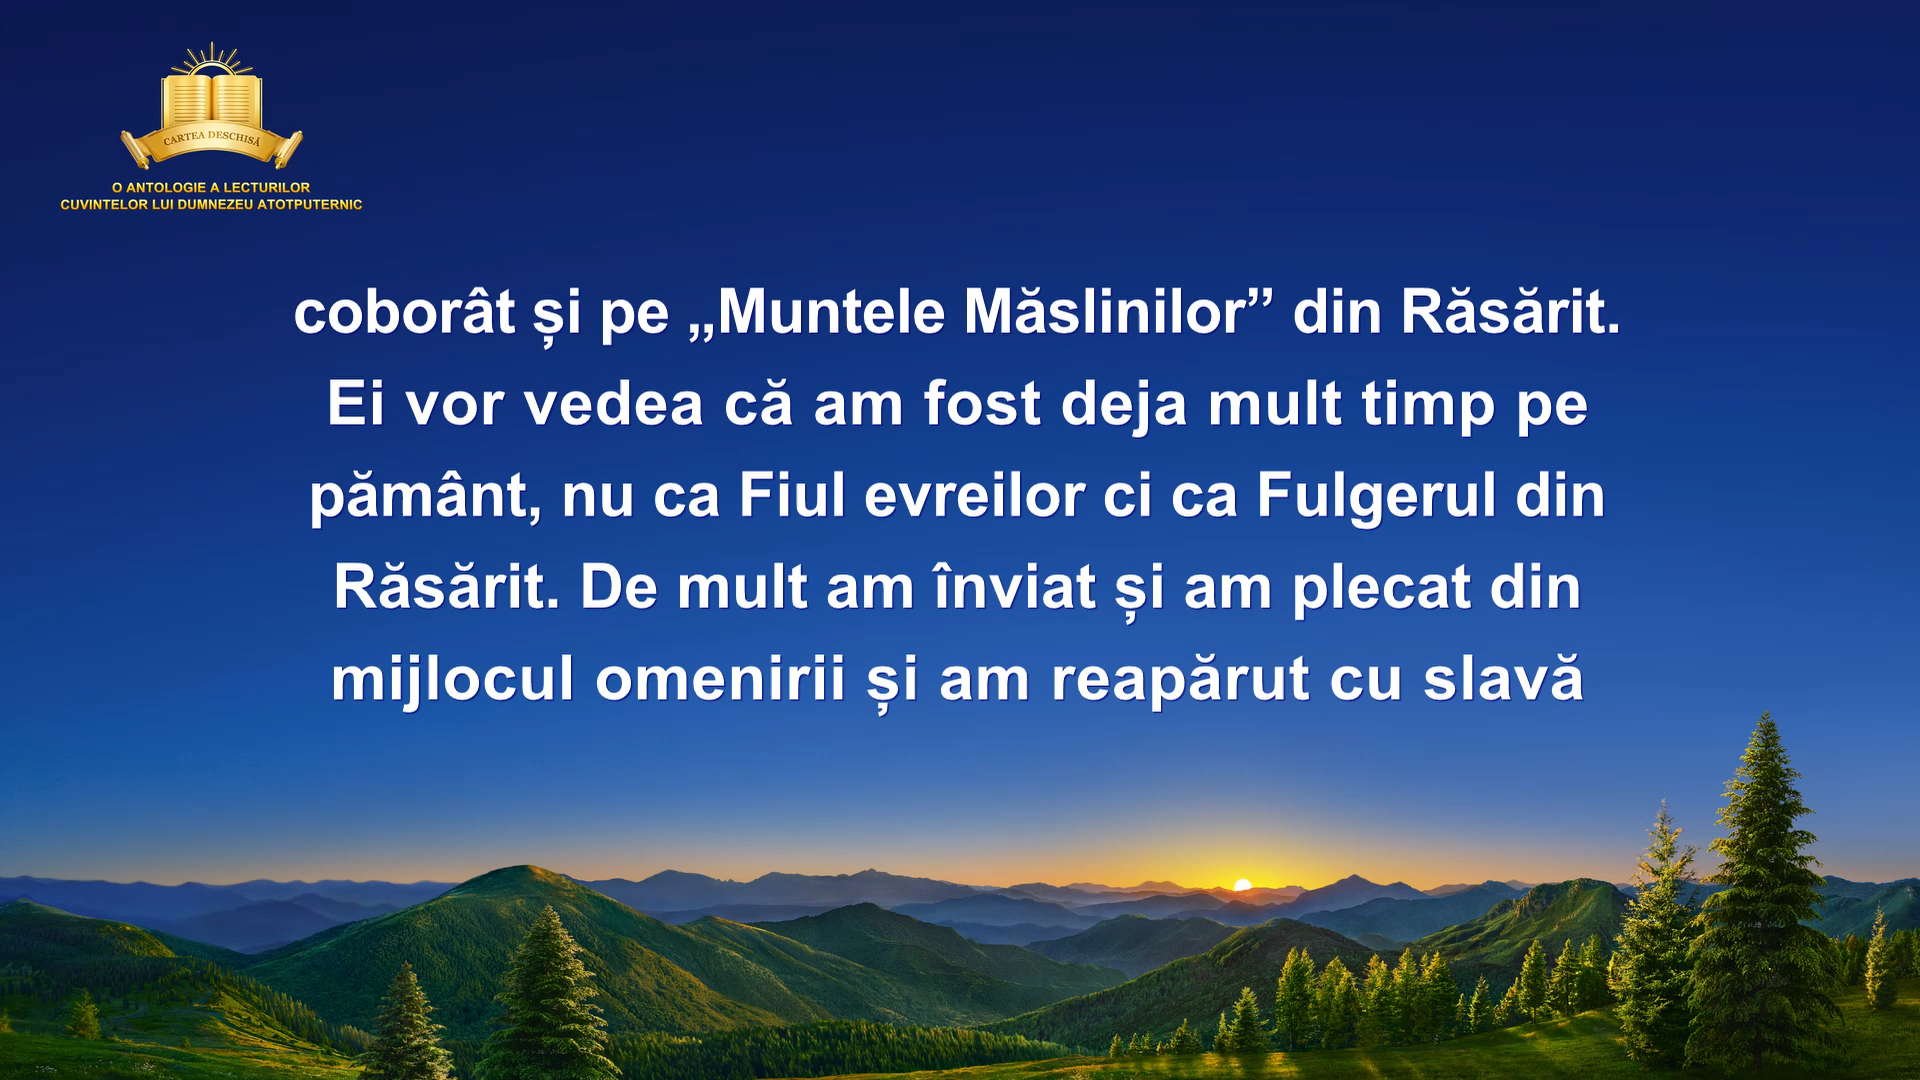 CARTEA DESCHISĂ
O ANTOLOGIE A LECTURILOR
CUVINTELOR LUI DUMNEZEU ATOTPUTERNIC
coborât și pe „Muntele Măslinilor” din Răsărit.
Ei vor vedea că am fost deja mult timp pe
pământ, nu ca Fiul evreilor ci ca Fulgerul din
Răsărit. De mult am înviat și am plecat din
mijlocul omenirii și am reapărut cu slavă